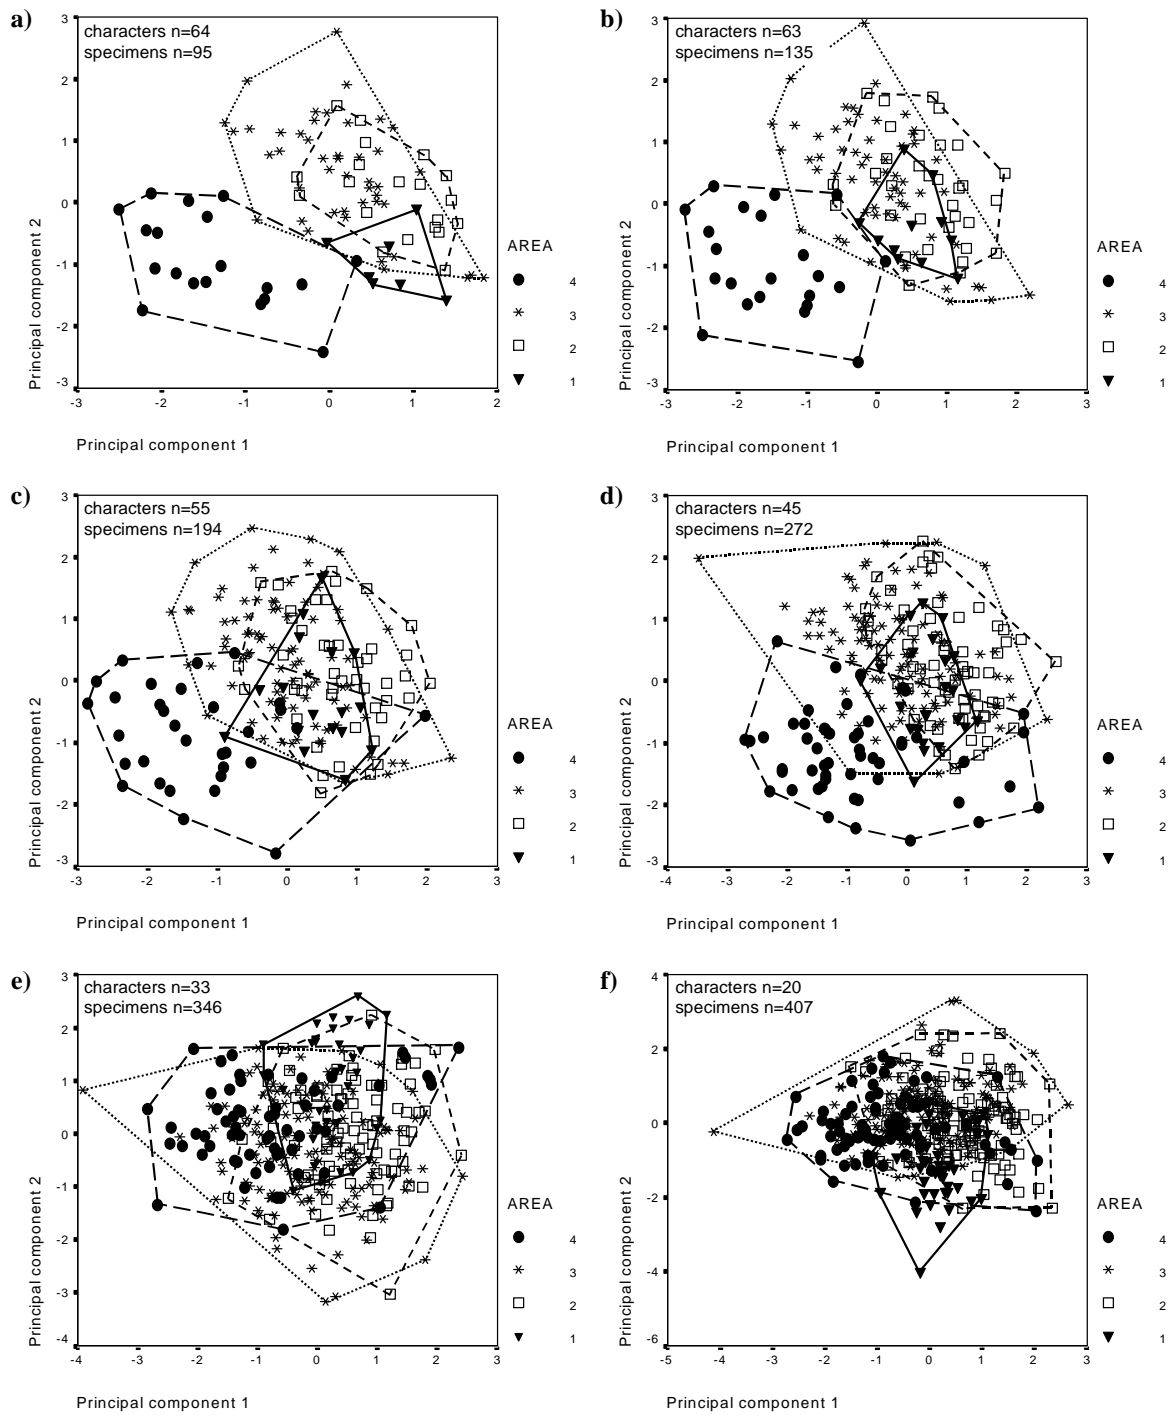 a)
characters n=64
specimens n=95
3
2
1
0
-1
-2
-3
-3 -2 -1 0 1 2
Principal component 2
Principal component 1
AREA
4
3
2
1
b)
characters n=63
specimens n=135
3
2
1
0
-1
-2
-3
-3 -2 -1 0 1 2 3
Principal component 2
Principal component 1
AREA
4
3
2
1
c)
characters n=55
specimens n=194
3
2
1
0
-1
-2
-3
-3 -2 -1 0 1 2 3
Principal component 2
Principal component 1
AREA
4
3
2
1
d)
characters n=45
specimens n=272
3
2
1
0
-1
-2
-3
-4 -3 -2 -1 0 1 2 3
Principal component 2
Principal component 1
AREA
4
3
2
1
e)
characters n=33
specimens n=346
3
2
1
0
-1
-2
-3
-4
-4 -3 -2 -1 0 1 2 3
Principal component 2
Principal component 1
AREA
4
3
2
1
f)
characters n=20
specimens n=407
4
2
0
-2
-4
-6
-5 -4 -3 -2 -1 0 1 2 3
Principal component 2
Principal component 1
AREA
4
3
2
1